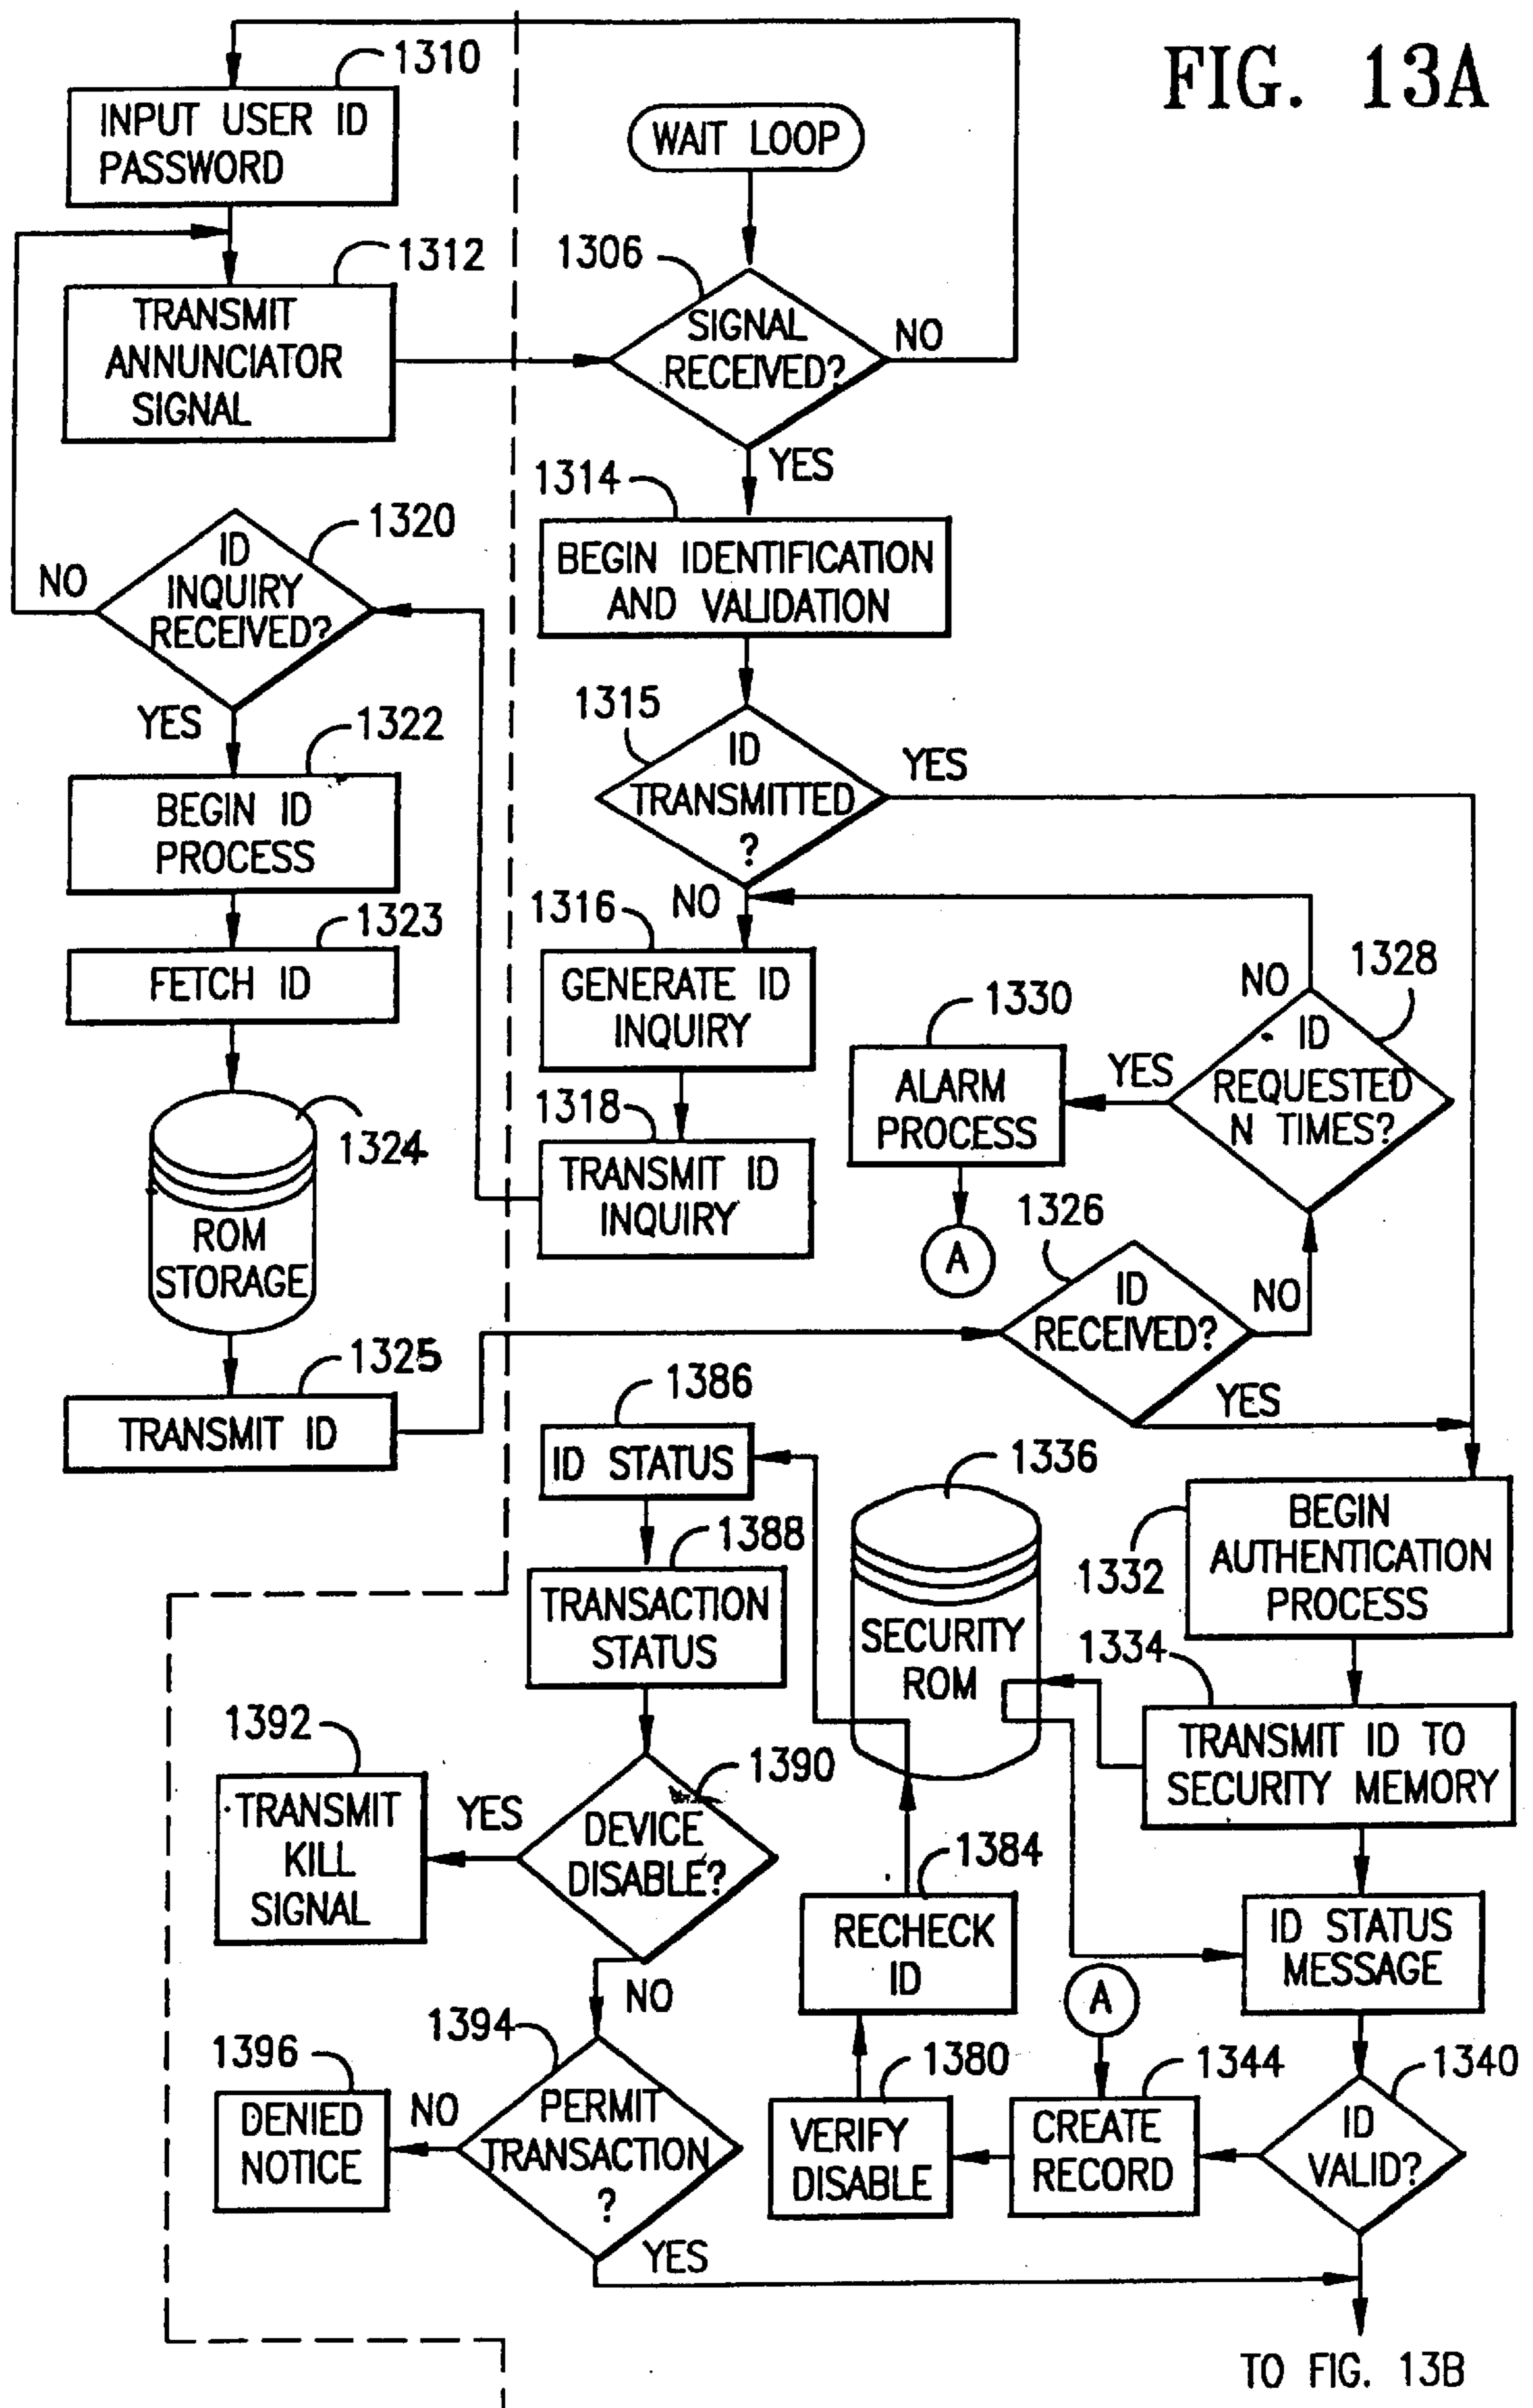 FIG. 13A
1310
INPUT USER ID
PASSWORD
WAIT LOOP
1312
TRANSMIT
ANNUNCIATOR
SIGNAL
1306
SIGNAL
RECEIVED?
NO
YES
1314
BEGIN IDENTIFICATION
AND VALIDATION
1320
ID
INQUIRY
RECEIVED?
NO
YES
1315
ID
TRANSMITTED
?
YES
NO
1322
BEGIN ID
PROCESS
1323
FETCH ID
1316
GENERATE ID
INQUIRY
1318
TRANSMIT ID
INQUIRY
1328
ID
REQUESTED
N TIMES?
NO
YES
1330
ALARM
PROCESS
A
1324
ROM
STORAGE
1326
ID
RECEIVED?
NO
YES
1325
TRANSMIT ID
1386
ID STATUS
1336
SECURITY
ROM
1332
BEGIN
AUTHENTICATION
PROCESS
1388
TRANSACTION
STATUS
1334
TRANSMIT ID TO
SECURITY MEMORY
1392
TRANSMIT
KILL
SIGNAL
YES
1390
DEVICE
DISABLE?
NO
1384
RECHECK
ID
ID STATUS
MESSAGE
A
1396
DENIED
NOTICE
NO
1394
PERMIT
TRANSACTION
?
YES
1380
VERIFY
DISABLE
1344
CREATE
RECORD
1340
ID
VALID?
TO FIG. 13B